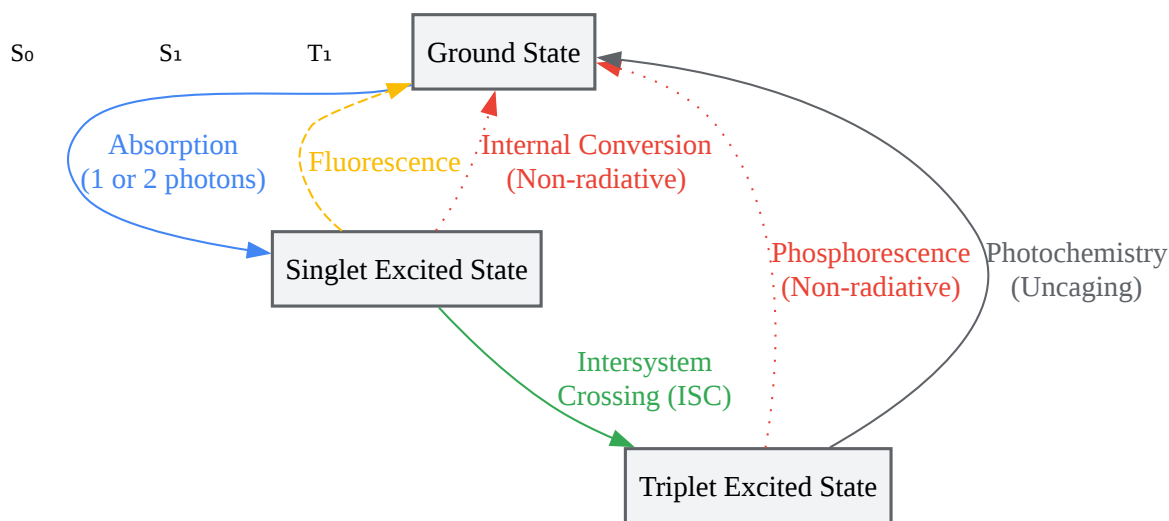 S₀
S₁
T₁
Ground State
Absorption
(1 or 2 photons)
Fluorescence
Internal Conversion
(Non-radiative)
Singlet Excited State
Phosphorescence
(Non-radiative)
Photochemistry
(Uncaging)
Intersystem
Crossing (ISC)
Triplet Excited State